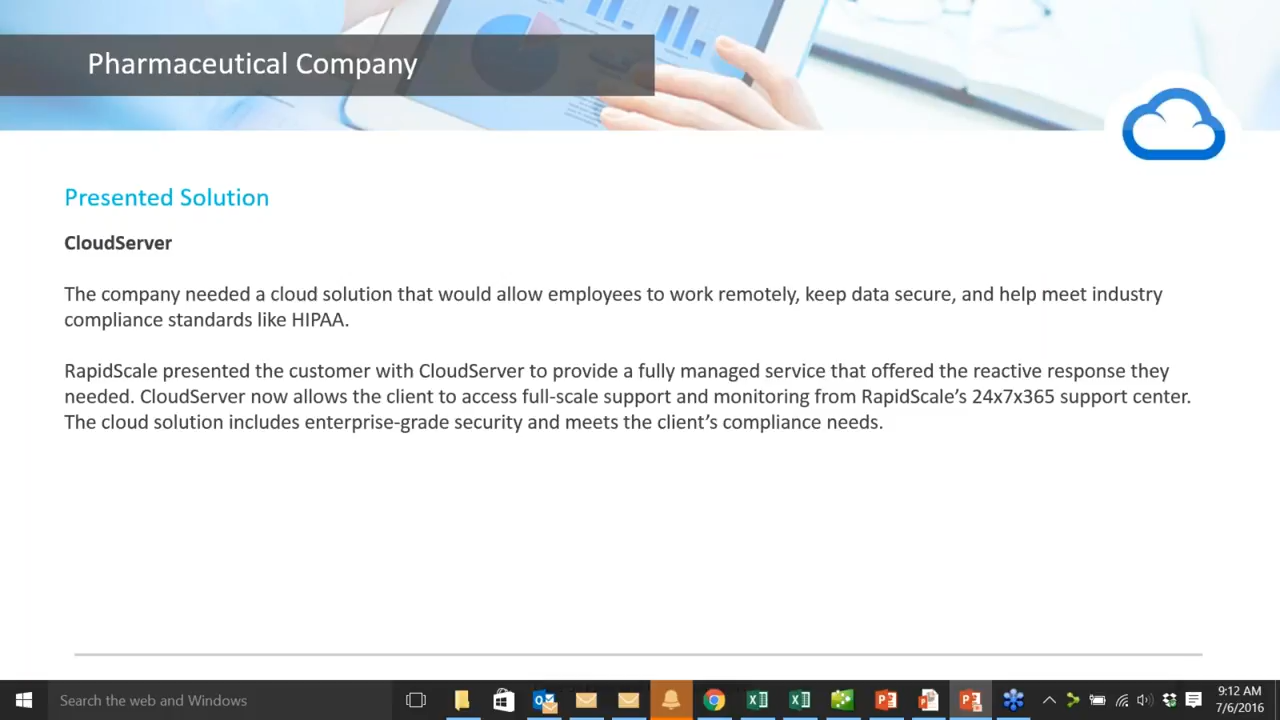 Pharmaceutical Company
Presented Solution
CloudServer
The company needed a cloud solution that would allow employees to work remotely, keep data secure, and help meet industry
compliance standards like HIPAA.
RapidScale presented the customer with CloudServer to provide a fully managed service that offered the reactive response they
needed. CloudServer now allows the client to access full-scale support and monitoring from RapidScale’s 24x7x365 support center.
The cloud solution includes enterprise-grade security and meets the client’s compliance needs.
Search the web and Windows
9:12 AM
7/6/2016